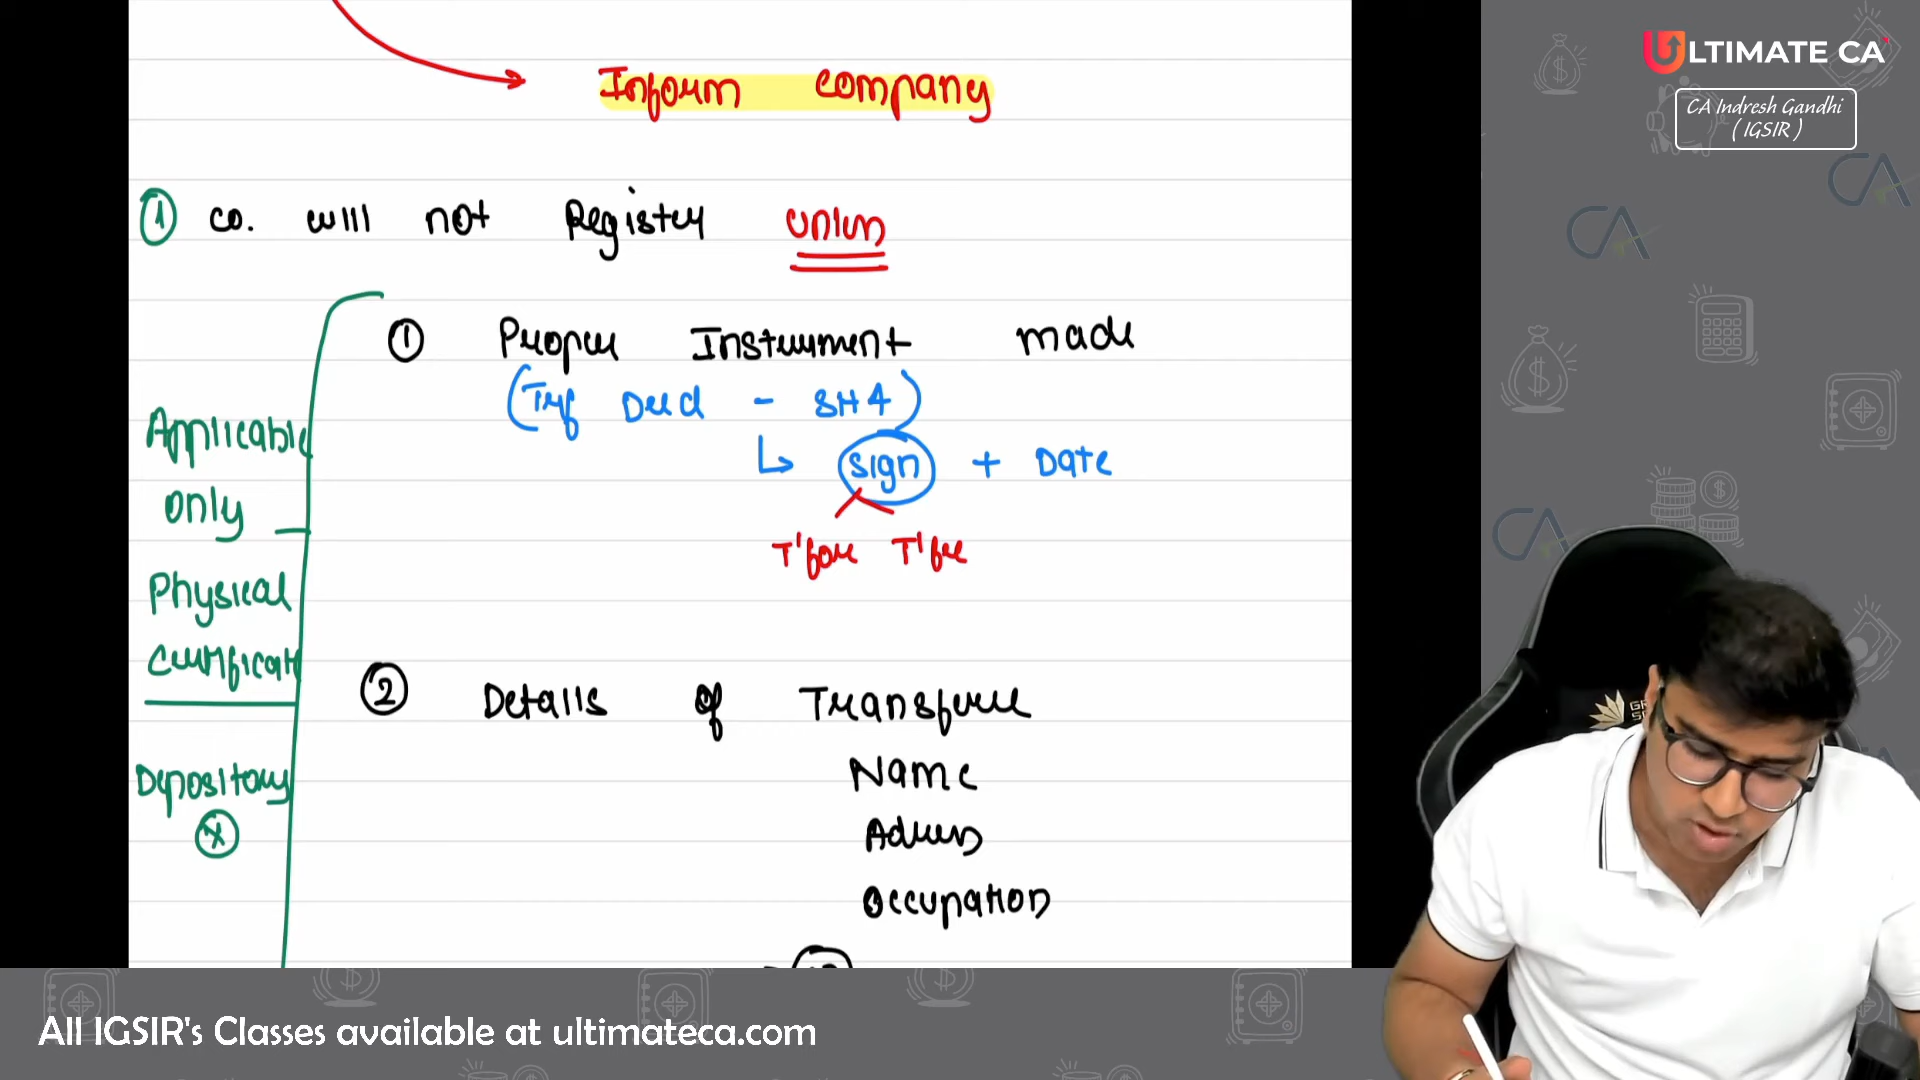 Inform company
① co. will not Register unless
① Proper Instrument made
(Trf Deed - SH4)
↳ Sign + Date
T'for T'fee
Applicable
only
Physical
Certificate
Depository
ⓧ
② Details of Transferee
Name
Address
Occupation
ULTIMATE CA
CA Indresh Gandhi
(IGSIR)
All IGSIR's Classes available at ultimateca.com